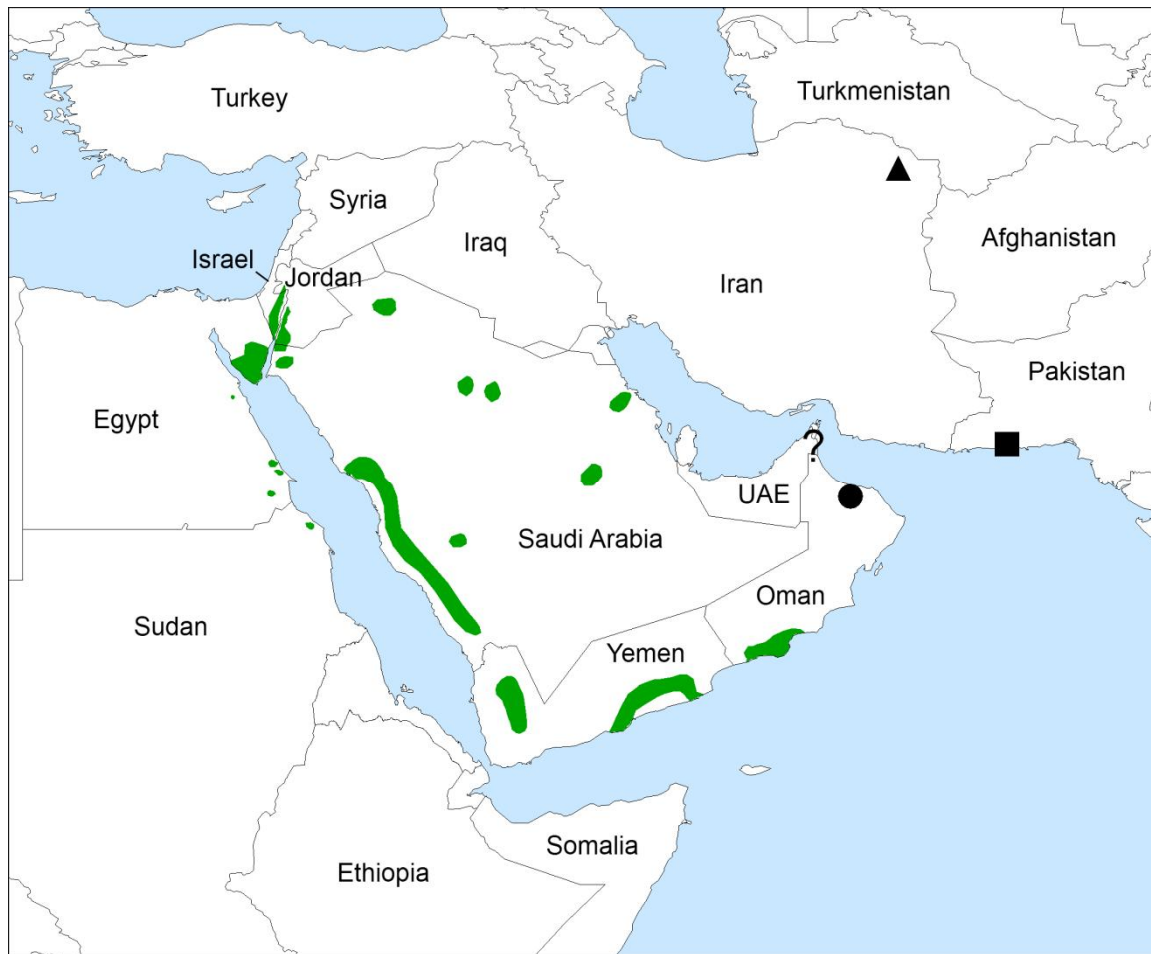 Turkey
Turkmenistan
Syria
Afghanistan
Israel
Iraq
Jordan
Iran
Pakistan
Egypt
?
UAE
Saudi Arabia
Oman
Sudan
Yemen
Somalia
Ethiopia